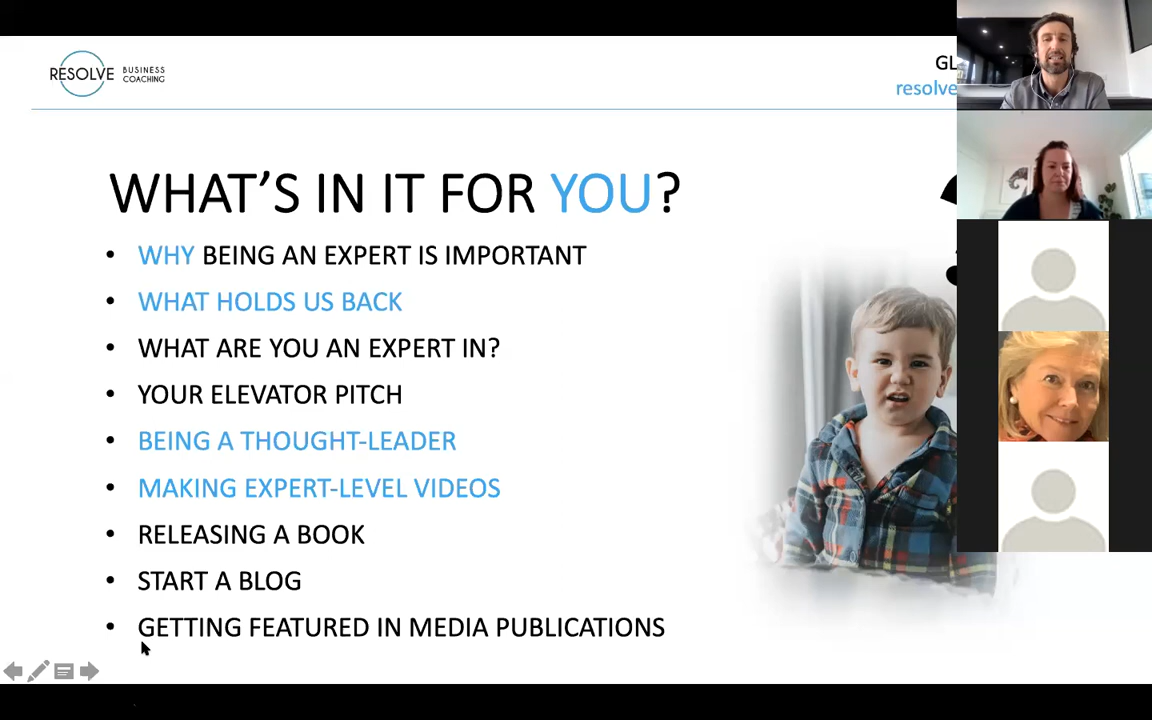 RESOLVE BUSINESS COACHING
GL
resolve
WHAT'S IN IT FOR YOU?
• WHY BEING AN EXPERT IS IMPORTANT
• WHAT HOLDS US BACK
• WHAT ARE YOU AN EXPERT IN?
• YOUR ELEVATOR PITCH
• BEING A THOUGHT-LEADER
• MAKING EXPERT-LEVEL VIDEOS
• RELEASING A BOOK
• START A BLOG
• GETTING FEATURED IN MEDIA PUBLICATIONS